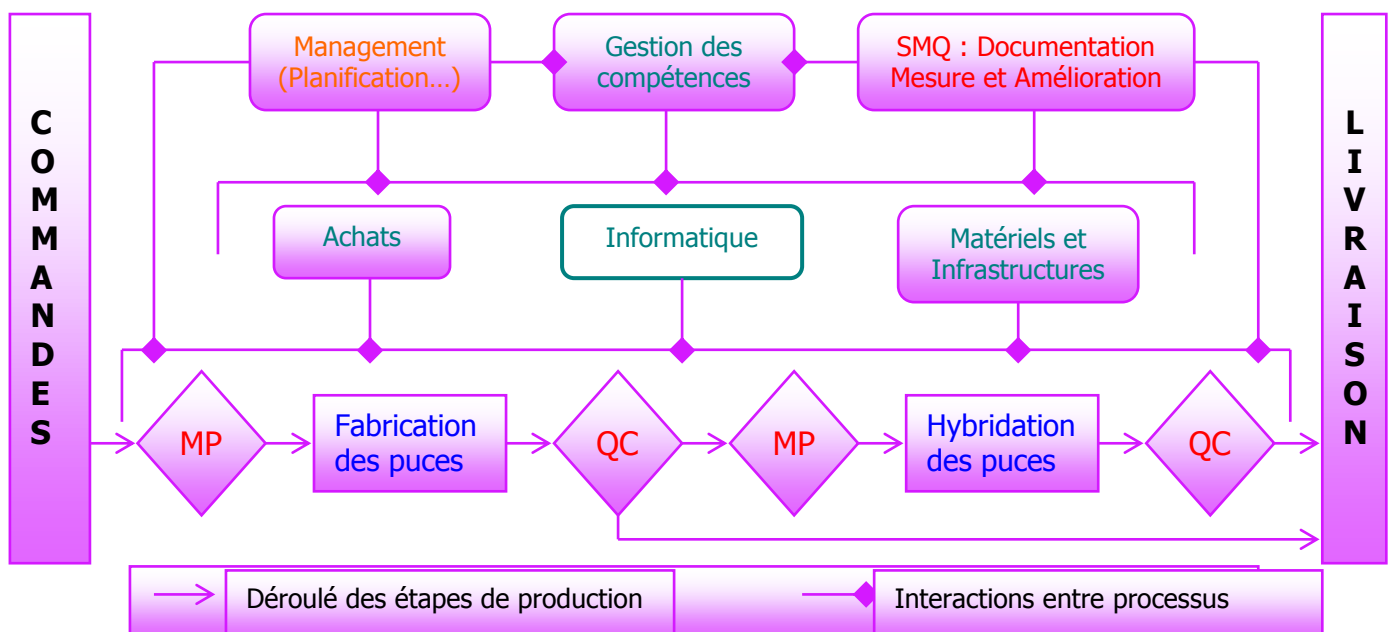 COMMANDES
Management
(Planification...)
Gestion des
compétences
SMQ : Documentation
Mesure et Amélioration
LIVRAISON
Achats
Informatique
Matériels et
Infrastructures
MP
Fabrication
des puces
QC
MP
Hybridation
des puces
QC
Déroulé des étapes de production
Interactions entre processus